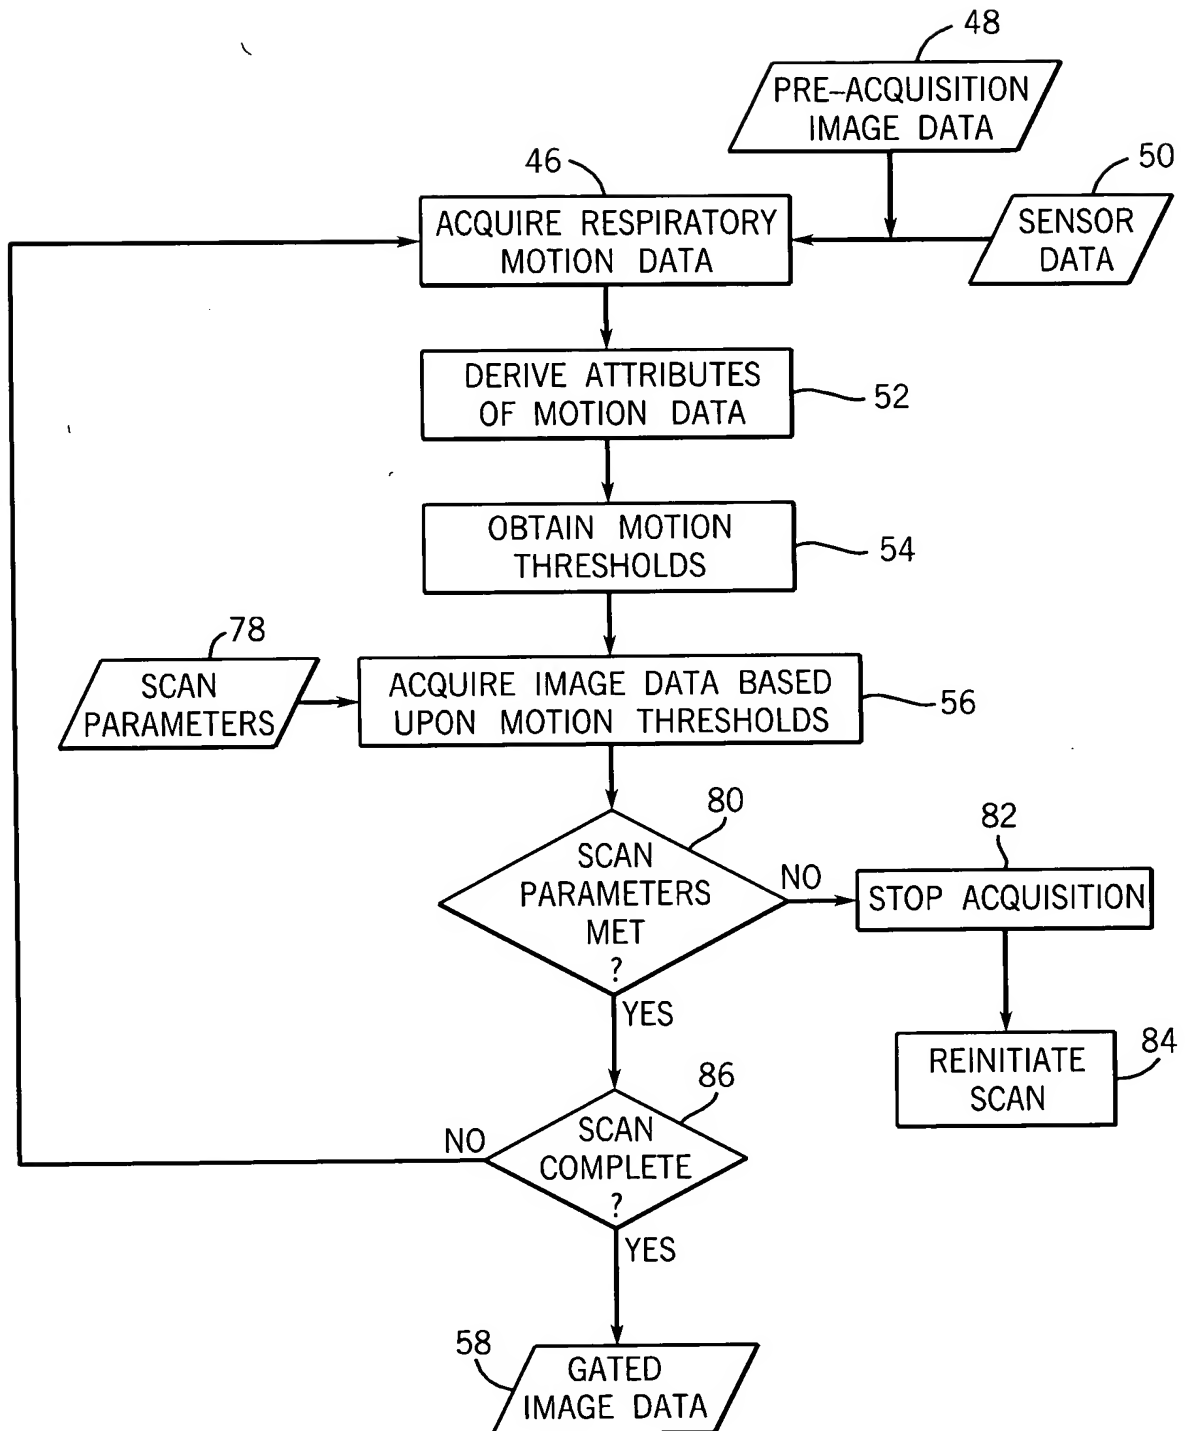 48
PRE-ACQUISITION
IMAGE DATA
46
50
ACQUIRE RESPIRATORY
MOTION DATA
SENSOR
DATA
DERIVE ATTRIBUTES
OF MOTION DATA
52
OBTAIN MOTION
THRESHOLDS
54
78
SCAN
PARAMETERS
ACQUIRE IMAGE DATA BASED
UPON MOTION THRESHOLDS
56
80
SCAN
PARAMETERS
MET
?
NO
82
STOP ACQUISITION
YES
REINITIATE
SCAN
84
86
SCAN
COMPLETE
?
NO
YES
58
GATED
IMAGE DATA